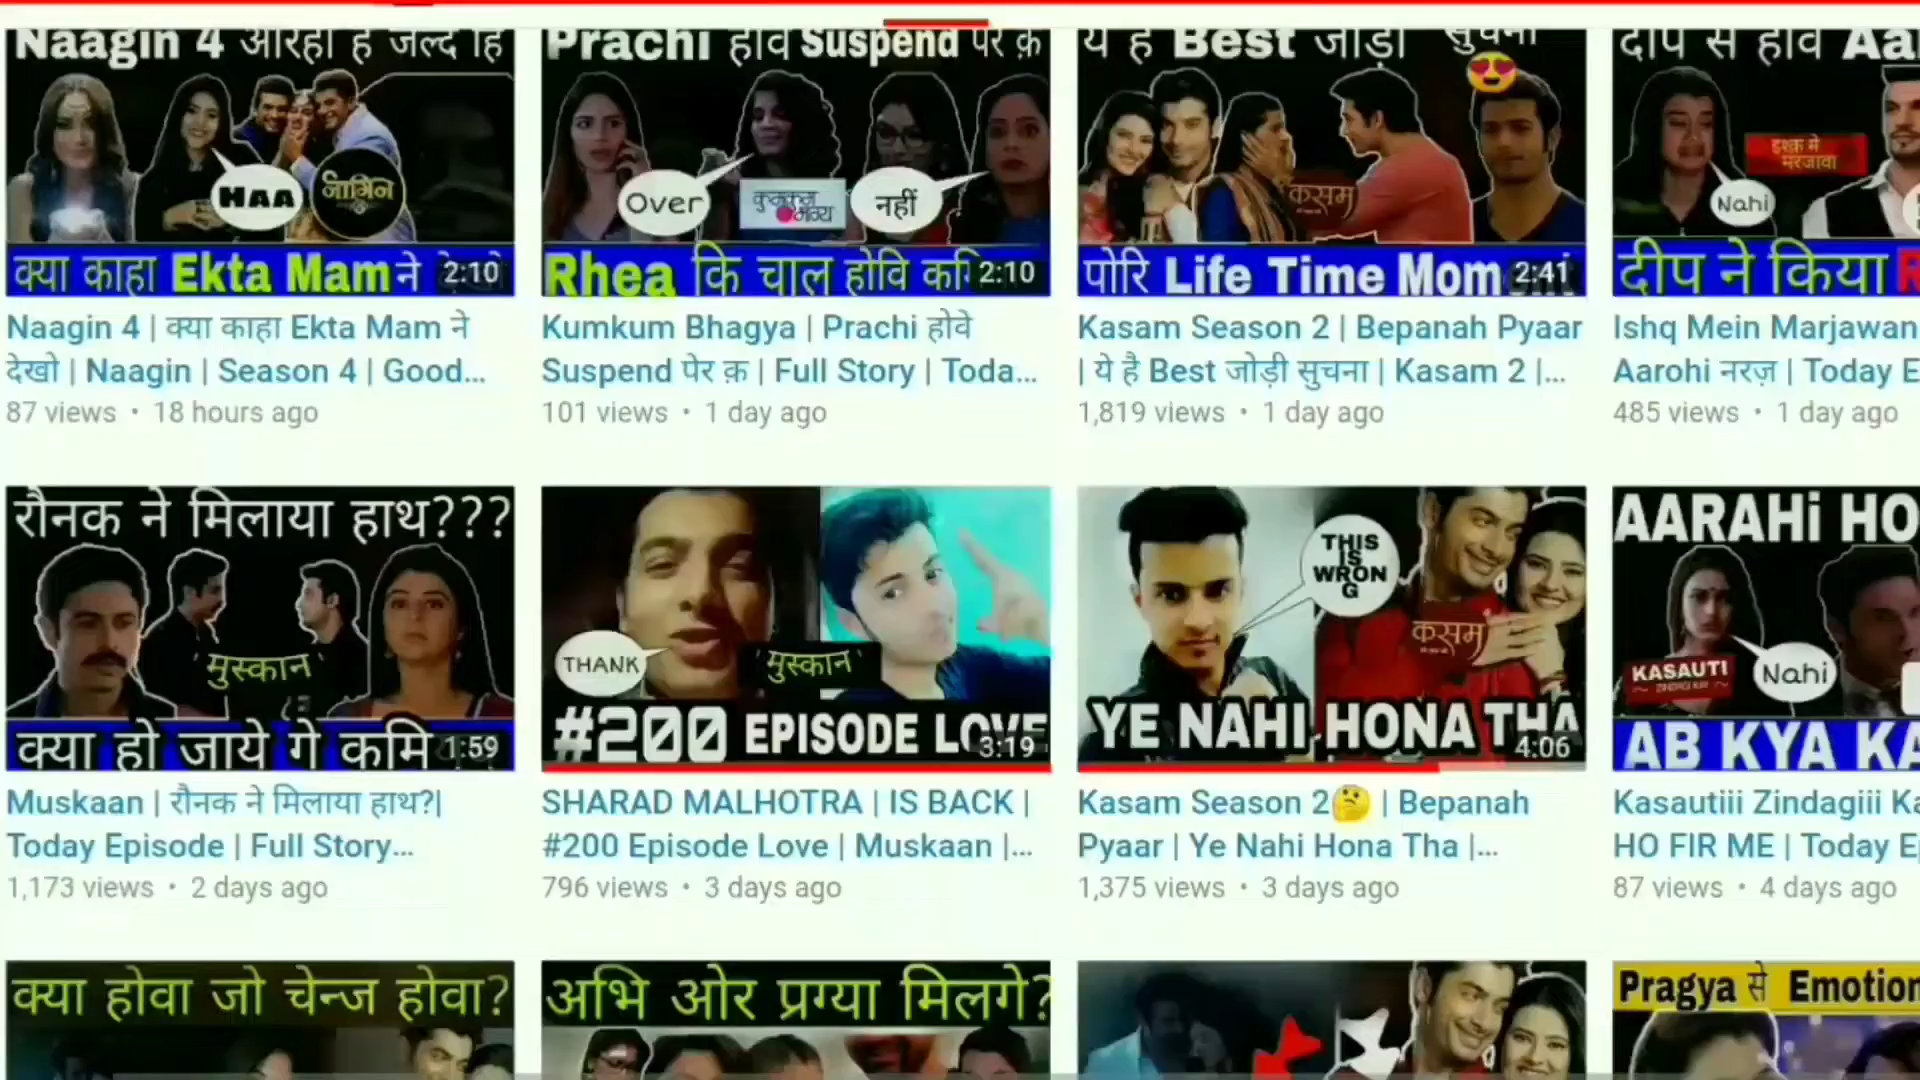 Naagin 4
Prachi होवे Suspend पेर क़
ये है Best जोड़ी सुचना
दीप से होवे
HAA
नागिन
Over
कुमकुम भाग्य
नहीं
कसम
Nahi
इश्क़ में मरजावा
क्या काहा Ekta Mam ने
2:10
Rhea कि चाल होवि
2:10
पोरि Life Time
2:41
दीप ने किया
Naagin 4 | क्या काहा Ekta Mam ने
देखो | Naagin | Season 4 | Good...
87 views • 18 hours ago
Kumkum Bhagya | Prachi होवे
Suspend पेर क़ | Full Story | Toda...
101 views • 1 day ago
Kasam Season 2 | Bepanah Pyaar
| ये है Best जोड़ी सुचना | Kasam 2 |...
1,819 views • 1 day ago
Ishq Mein Marjawan
Aarohi नरज़ | Today E
485 views • 1 day ago
रौनक ने मिलाया हाथ???
मुस्कान
क्या हो जाये गे कमि
1:59
THANK
मुस्कान
#200 EPISODE LOVE
3:19
THIS
IS
WRON
G
कसम
YE NAHI HONA THA
4:06
AARAHi HO
KASAUTI
ZINDAGII KAY
Nahi
AB KYA KA
Muskaan | रौनक ने मिलाया हाथ?|
Today Episode | Full Story...
1,173 views • 2 days ago
SHARAD MALHOTRA | IS BACK |
#200 Episode Love | Muskaan |...
796 views • 3 days ago
Kasam Season 2🤔 | Bepanah
Pyaar | Ye Nahi Hona Tha |...
1,375 views • 3 days ago
Kasautiii Zindagiii Ka
HO FIR ME | Today Ep
87 views • 4 days ago
क्या होवा जो चेन्ज होवा?
अभि ओर प्रग्या मिलगे?
Pragya से Emotion